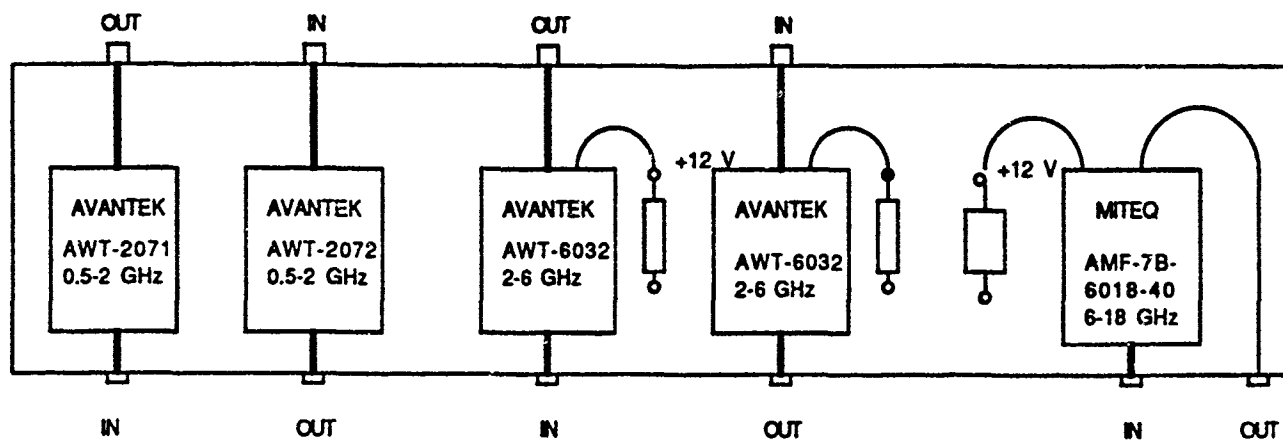 OUT
IN
OUT
IN
AVANTEK
AWT-2071
0.5-2 GHz
AVANTEK
AWT-2072
0.5-2 GHz
AVANTEK
AWT-6032
2-6 GHz
+12 V
AVANTEK
AWT-6032
2-6 GHz
+12 V
MITEQ
AMF-7B-
6018-40
6-18 GHz
IN
OUT
IN
OUT
IN
OUT